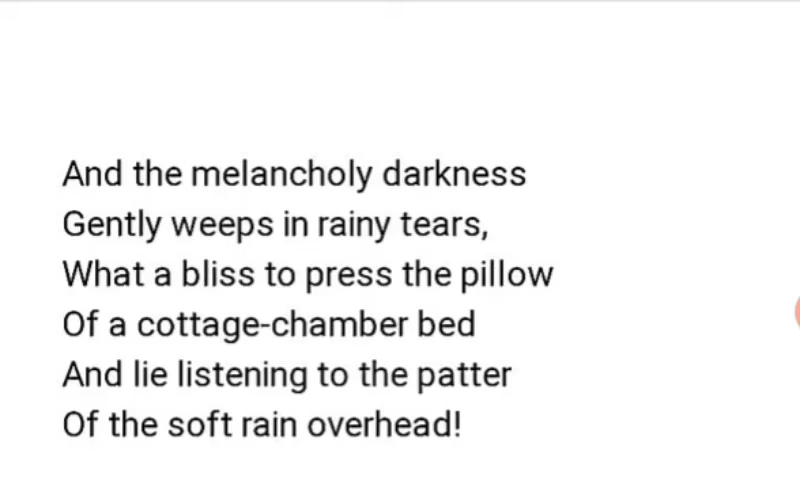 And the melancholy darkness
Gently weeps in rainy tears,
What a bliss to press the pillow
Of a cottage-chamber bed
And lie listening to the patter
Of the soft rain overhead!